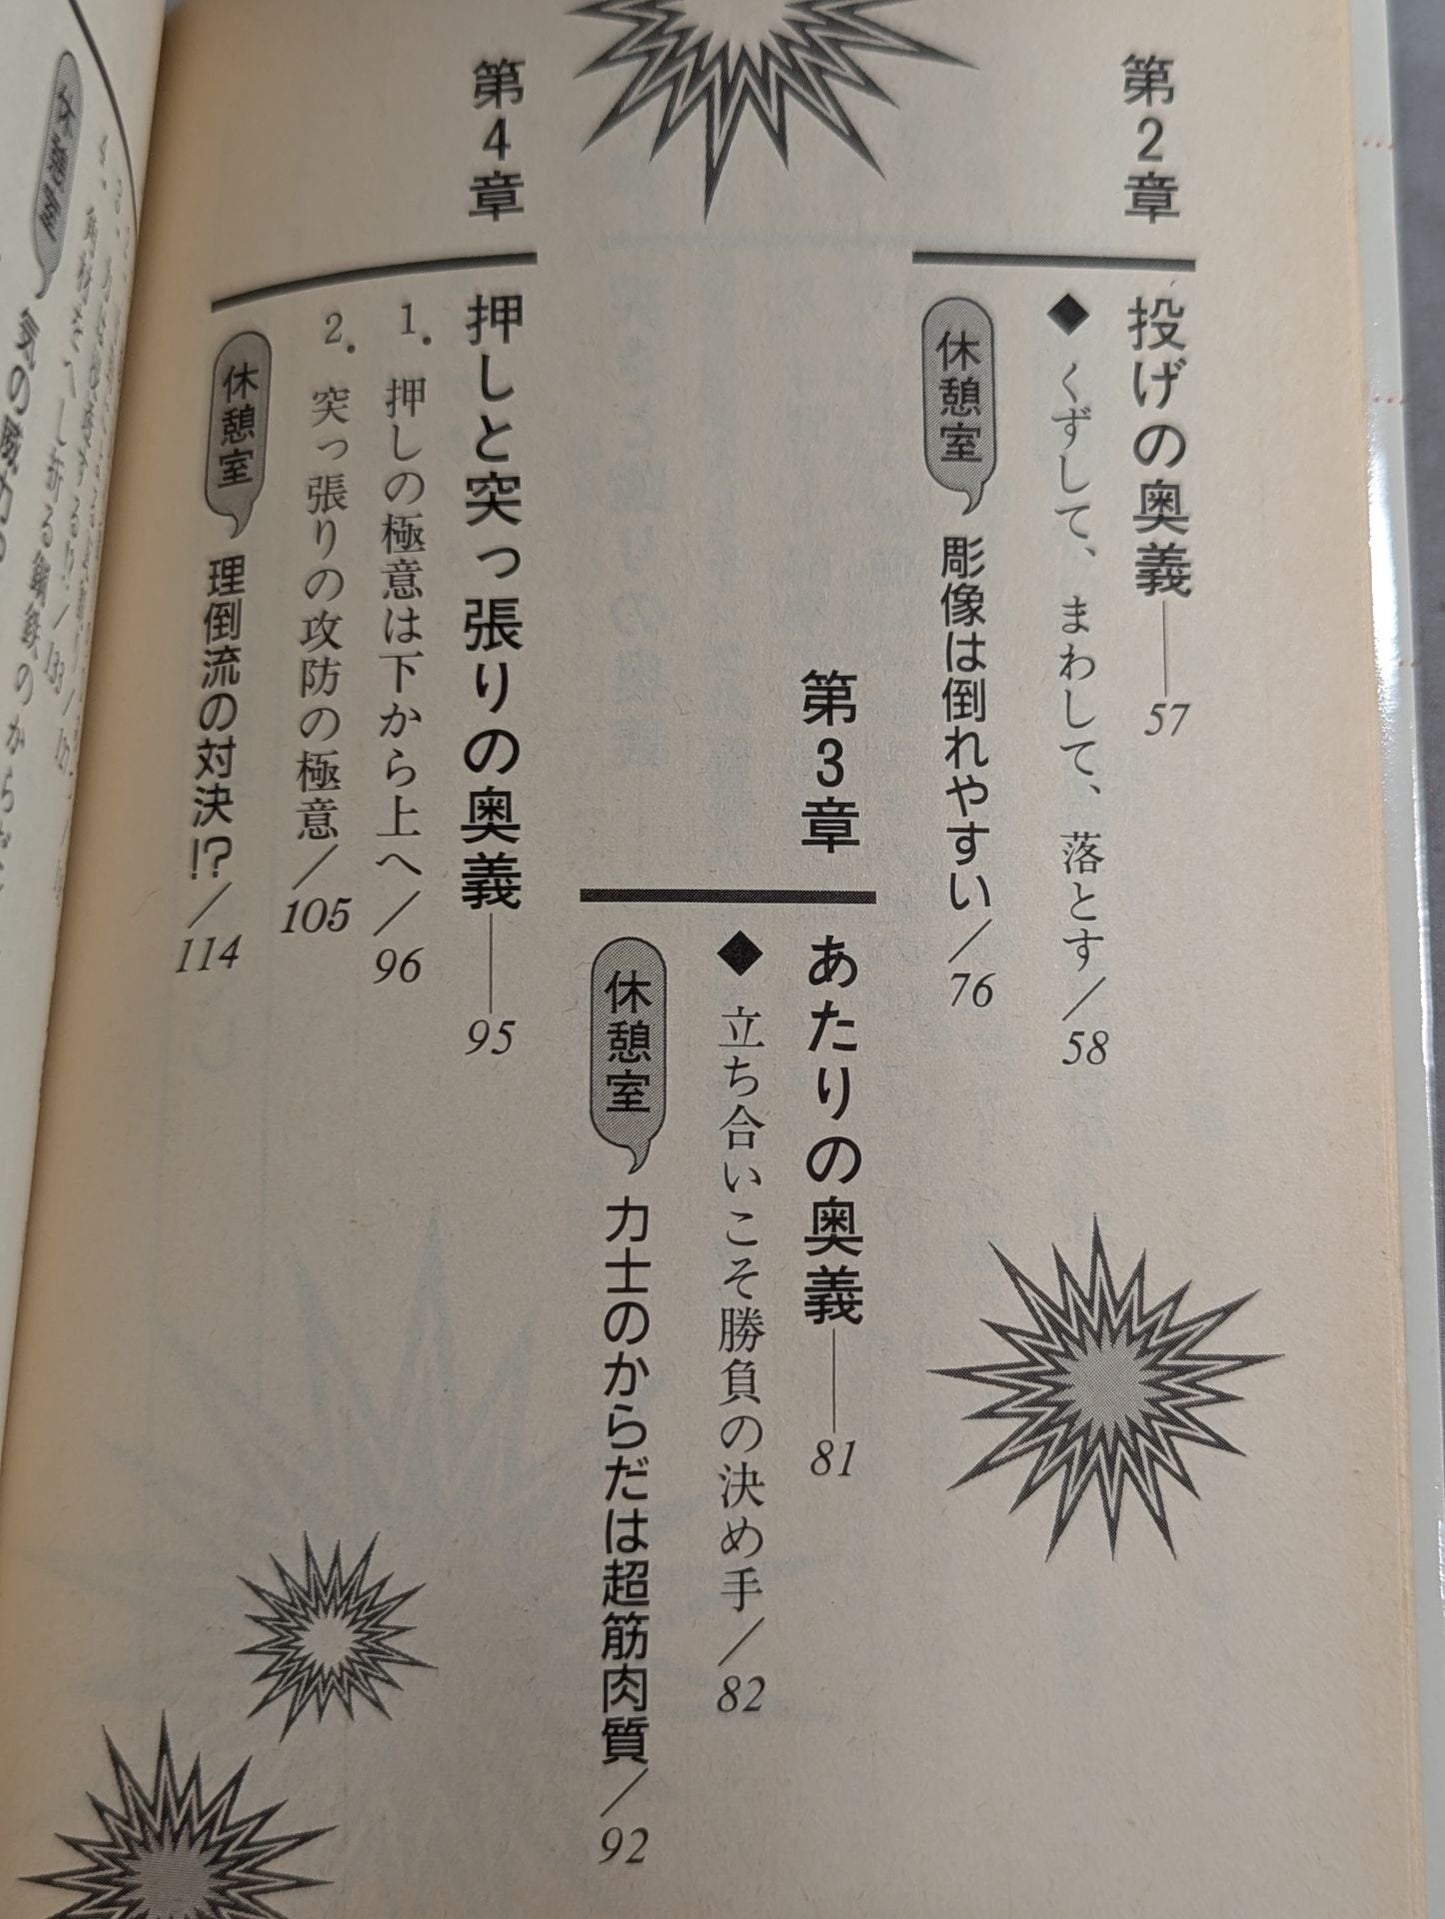 第2章
投げの奥義――57
◆くずして、まわして、落とす／58
休憩室 彫像は倒れやすい／76
第3章
あたりの奥義――81
◆立ち合いこそ勝負の決め手／82
休憩室 力士のからだは超筋肉質／92
第4章
押しと突っ張りの奥義――95
1. 押しの極意は下から上へ／96
2. 突っ張りの攻防の極意／105
休憩室 理倒流の対決!?／114